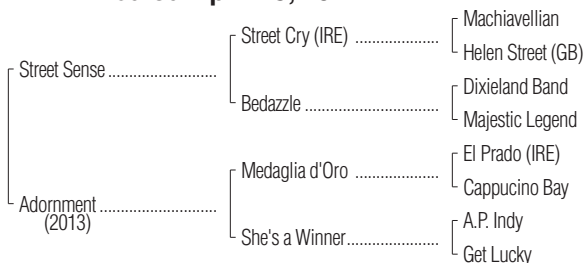 Machiavellian
Street Cry (IRE) ....................
Helen Street (GB)
Street Sense ..........................
Dixieland Band
Bedazzle ................................
Majestic Legend
El Prado (IRE)
Medaglia d'Oro ....................
Cappucino Bay
Adornment ............................
(2013)
A.P. Indy
She's a Winner......................
Get Lucky